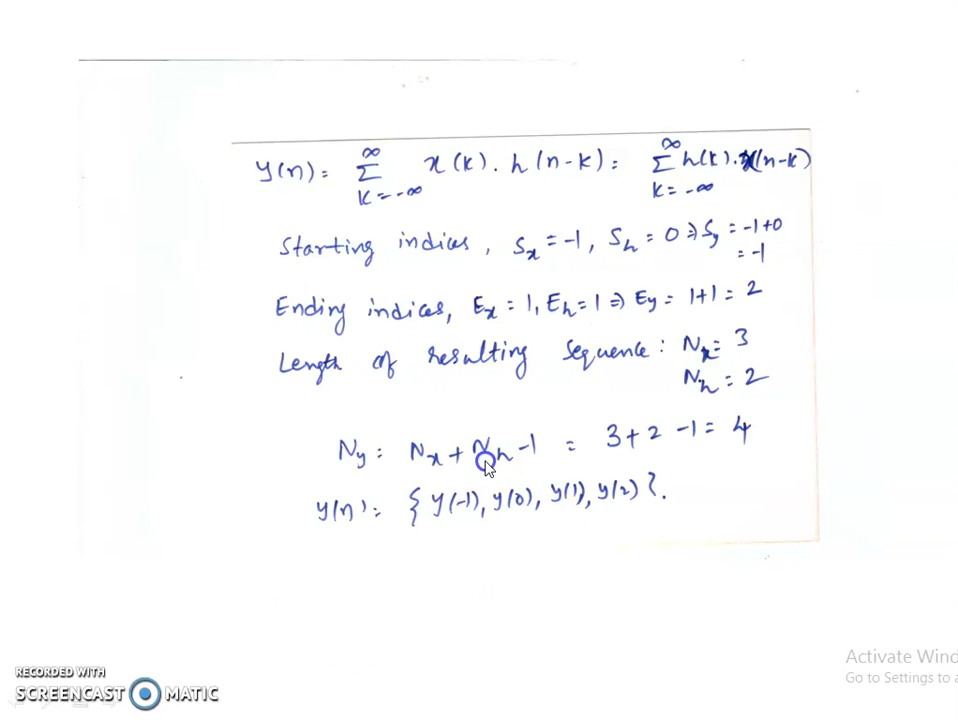 y(n) = ∞ Σ k=-∞ x(k). h(n-k) = ∞ Σ k=-∞ h(k). x(n-k)
Starting indices, Sx = -1, Sh = 0 ⇒ Sy = -1+0
= -1
Ending indices, Ex = 1, Eh = 1 ⇒ Ey = 1+1 = 2
Length of resulting sequence : Nx = 3
Nh = 2
Ny = Nx + Nh -1 = 3+2-1 = 4
y(n) = { y(-1), y(0), y(1), y(2) }.
Activate Wind
Go to Settings to a
RECORDED WITH
SCREENCAST MATIC